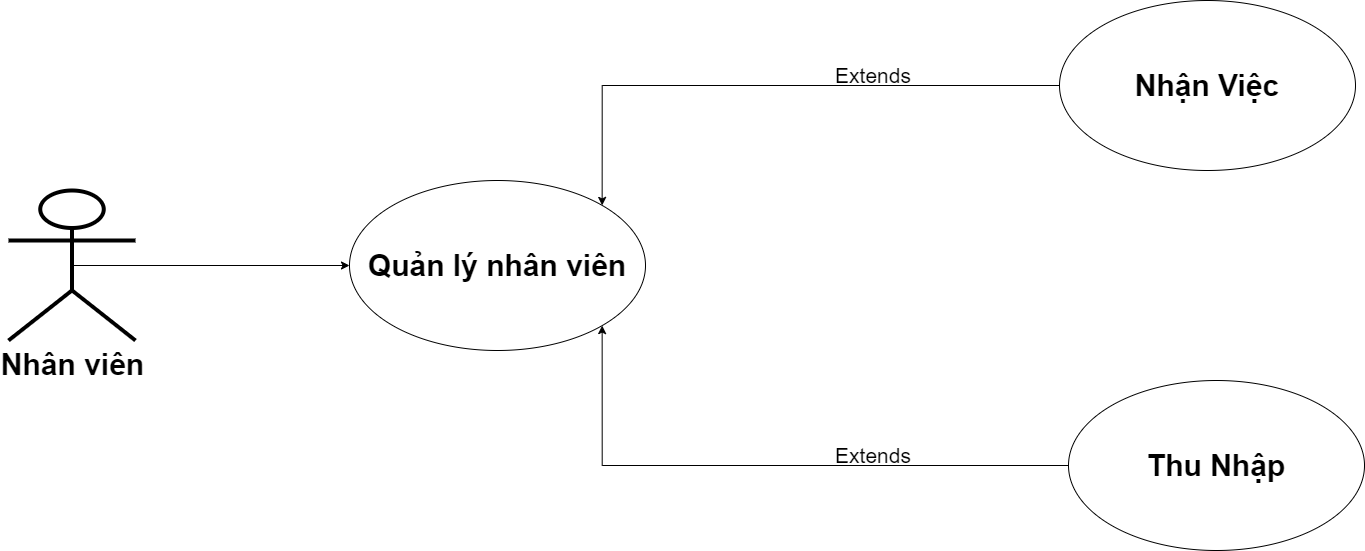 Extends
Nhận Việc
Quản lý nhân viên
Nhân viên
Extends
Thu Nhập